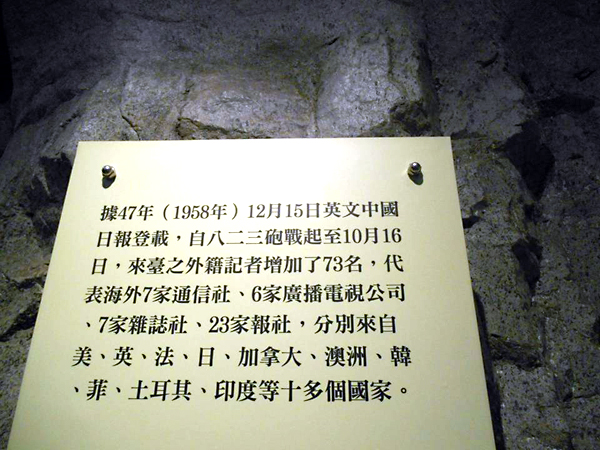 據47年（1958年）12月15日英文中國
日報登載，自八二三砲戰起至10月16
日，來臺之外籍記者增加了73名，代
表海外7家通信社、6家廣播電視公司
、7家雜誌社、23家報社，分別來自
美、英、法、日、加拿大、澳洲、韓
、菲、土耳其、印度等十多個國家。